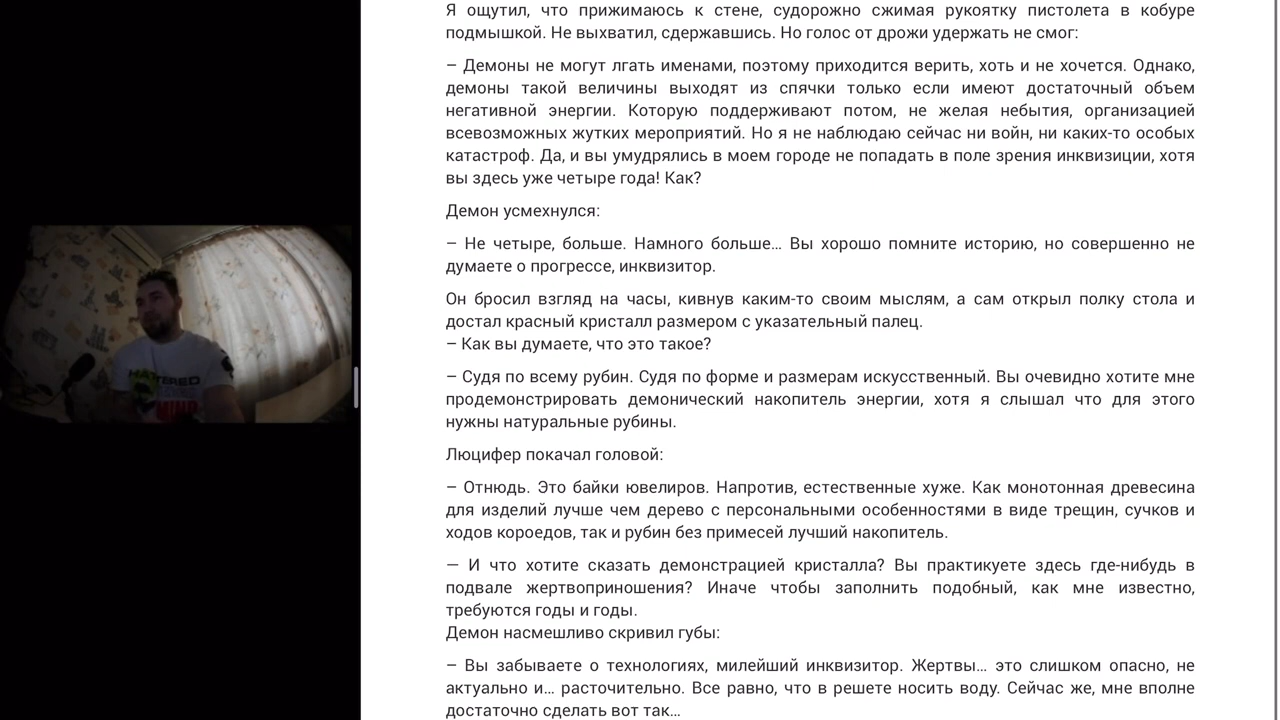 Я ощутил, что прижимаюсь к стене, судорожно сжимая рукоятку пистолета в кобуре
подмышкой. Не выхватил, сдержавшись. Но голос от дрожи удержать не смог:
– Демоны не могут лгать именами, поэтому приходится верить, хоть и не хочется. Однако,
демоны такой величины выходят из спячки только если имеют достаточный объем
негативной энергии. Которую поддерживают потом, не желая небытия, организацией
всевозможных жутких мероприятий. Но я не наблюдаю сейчас ни войн, ни каких-то особых
катастроф. Да, и вы умудрялись в моем городе не попадать в поле зрения инквизиции, хотя
вы здесь уже четыре года! Как?
Демон усмехнулся:
– Не четыре, больше. Намного больше… Вы хорошо помните историю, но совершенно не
думаете о прогрессе, инквизитор.
Он бросил взгляд на часы, кивнув каким-то своим мыслям, а сам открыл полку стола и
достал красный кристалл размером с указательный палец.
– Как вы думаете, что это такое?
– Судя по всему рубин. Судя по форме и размерам искусственный. Вы очевидно хотите мне
продемонстрировать демонический накопитель энергии, хотя я слышал что для этого
нужны натуральные рубины.
Люцифер покачал головой:
– Отнюдь. Это байки ювелиров. Напротив, естественные хуже. Как монотонная древесина
для изделий лучше чем дерево с персональными особенностями в виде трещин, сучков и
ходов короедов, так и рубин без примесей лучший накопитель.
— И что хотите сказать демонстрацией кристалла? Вы практикуете здесь где-нибудь в
подвале жертвоприношения? Иначе чтобы заполнить подобный, как мне известно,
требуются годы и годы.
Демон насмешливо скривил губы:
– Вы забываете о технологиях, милейший инквизитор. Жертвы… это слишком опасно, не
актуально и… расточительно. Все равно, что в решете носить воду. Сейчас же, мне вполне
достаточно сделать вот так…